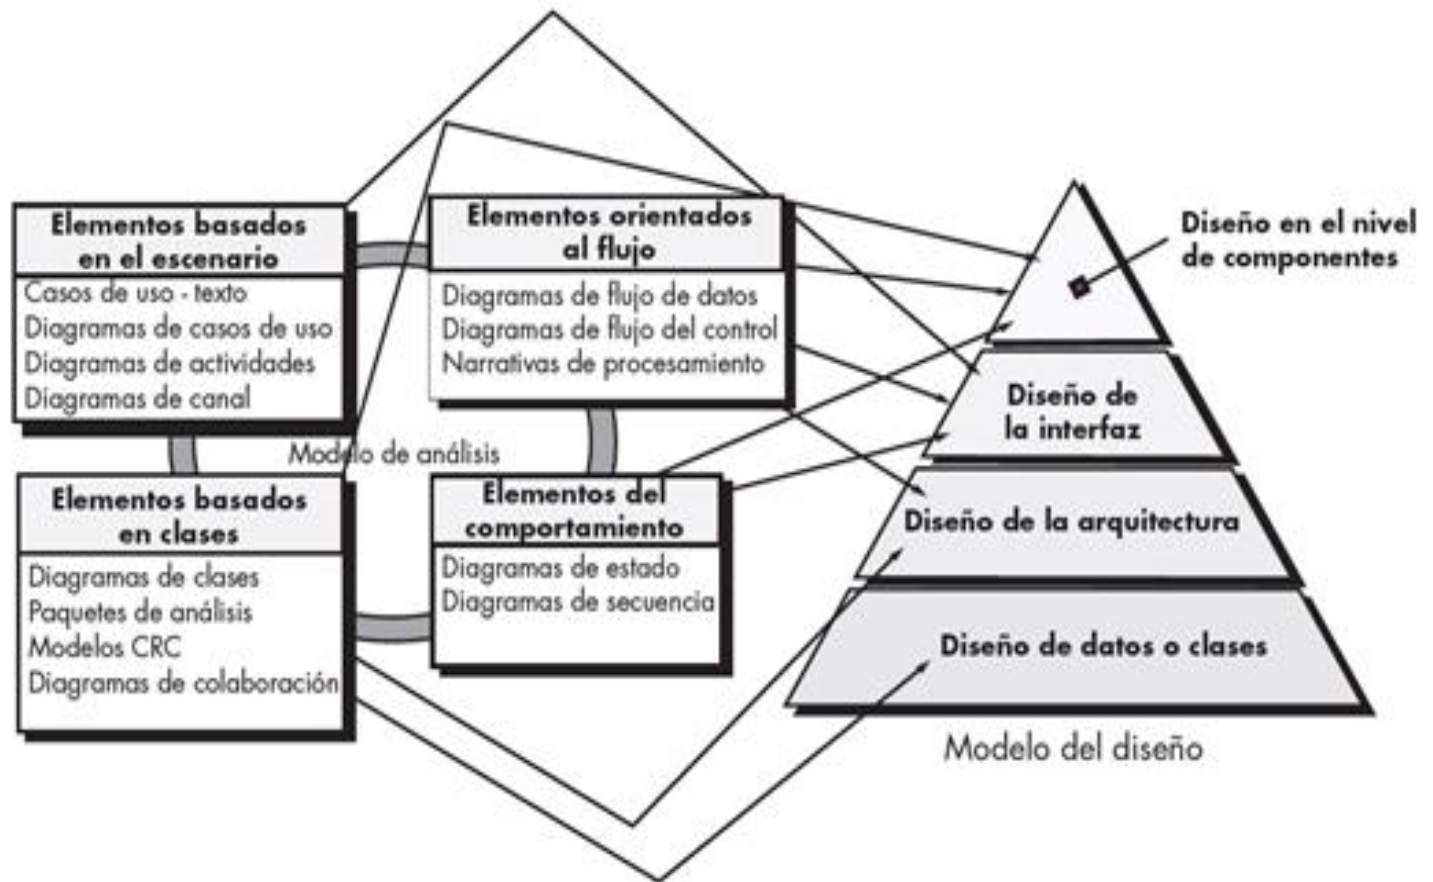 Elementos basados
en el escenario
Casos de uso - texto
Diagramas de casos de uso
Diagramas de actividades
Diagramas de canal
Elementos orientados
al flujo
Diagramas de flujo de datos
Diagramas de flujo del control
Narrativas de procesamiento
Modelo de análisis
Elementos basados
en clases
Diagramas de clases
Paquetes de análisis
Modelos CRC
Diagramas de colaboración
Elementos del
comportamiento
Diagramas de estado
Diagramas de secuencia
Diseño en el nivel
de componentes
Diseño de
la interfaz
Diseño de la arquitectura
Diseño de datos o clases
Modelo del diseño